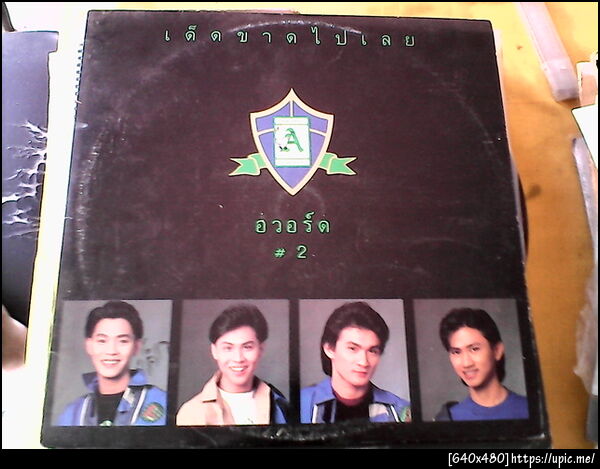 เด็ดขาดไปเลย
A
อวอร์ด
# 2
[640x480]https://upic.me/